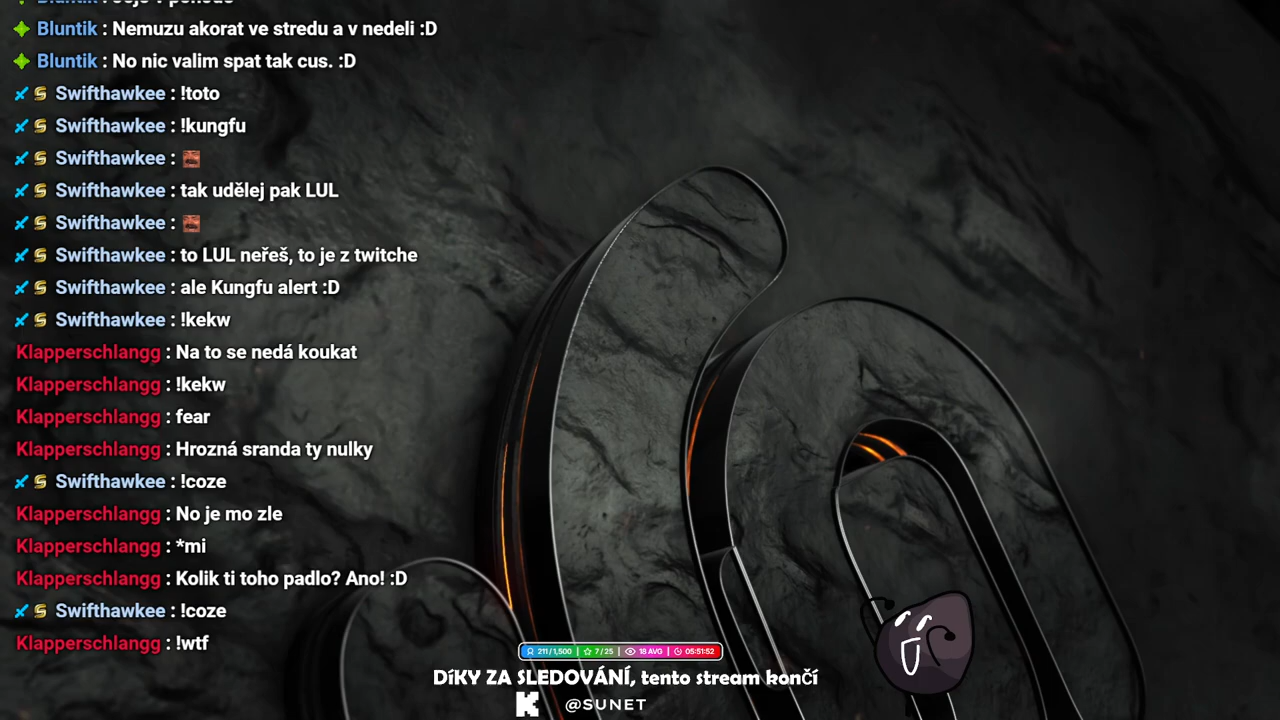 Bluntik : Nemuzu akorat ve stredu a v nedeli :D
Bluntik : No nic valim spat tak cus. :D
Swifthawkee : !toto
Swifthawkee : !kungfu
Swifthawkee :
Swifthawkee : tak udělej pak LUL
Swifthawkee :
Swifthawkee : to LUL neřeš, to je z twitche
Swifthawkee : ale Kungfu alert :D
Swifthawkee : !kekw
Klapperschlangg : Na to se nedá koukat
Klapperschlangg : !kekw
Klapperschlangg : fear
Klapperschlangg : Hrozná sranda ty nulky
Swifthawkee : !coze
Klapperschlangg : No je mo zle
Klapperschlangg : *mi
Klapperschlangg : Kolik ti toho padlo? Ano! :D
Swifthawkee : !coze
Klapperschlangg : !wtf
211/1,500 7/25 18 AVG 05:51:52
DíKY ZA SLEDOVÁNÍ, tento stream končí
@SUNET